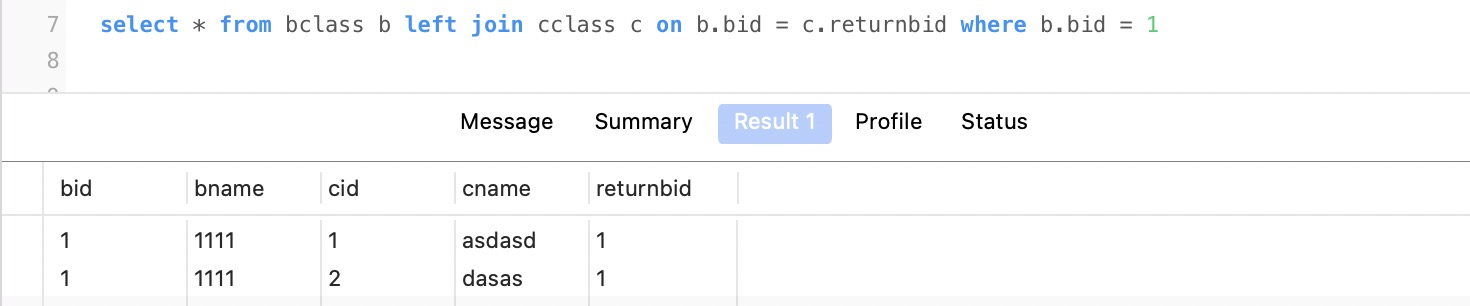 7 select * from bclass b left join cclass c on b.bid = c.returnbid where b.bid = 1
8
Message Summary Result 1 Profile Status
bid bname cid cname returnbid
1 1111 1 asdasd 1
1 1111 2 dasas 1